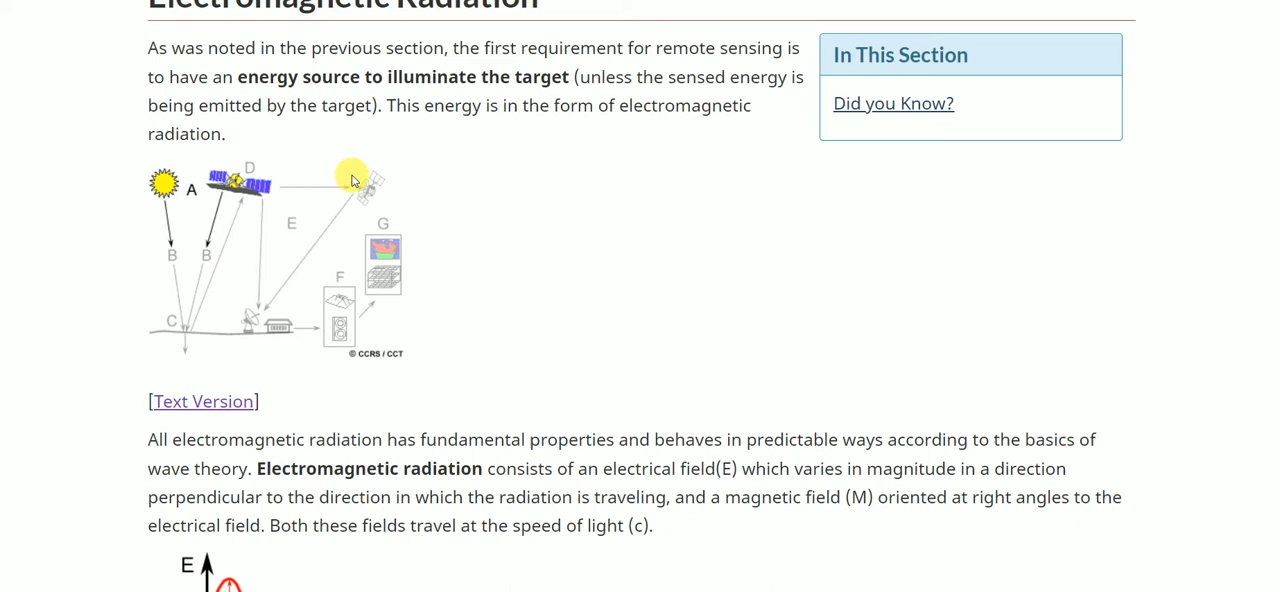 Electromagnetic Radiation
As was noted in the previous section, the first requirement for remote sensing is
to have an energy source to illuminate the target (unless the sensed energy is
being emitted by the target). This energy is in the form of electromagnetic
radiation.
In This Section
Did you Know?
D
A
E
G
B B
F
C
© CCRS / CCT
[Text Version]
All electromagnetic radiation has fundamental properties and behaves in predictable ways according to the basics of
wave theory. Electromagnetic radiation consists of an electrical field(E) which varies in magnitude in a direction
perpendicular to the direction in which the radiation is traveling, and a magnetic field (M) oriented at right angles to the
electrical field. Both these fields travel at the speed of light (c).
E